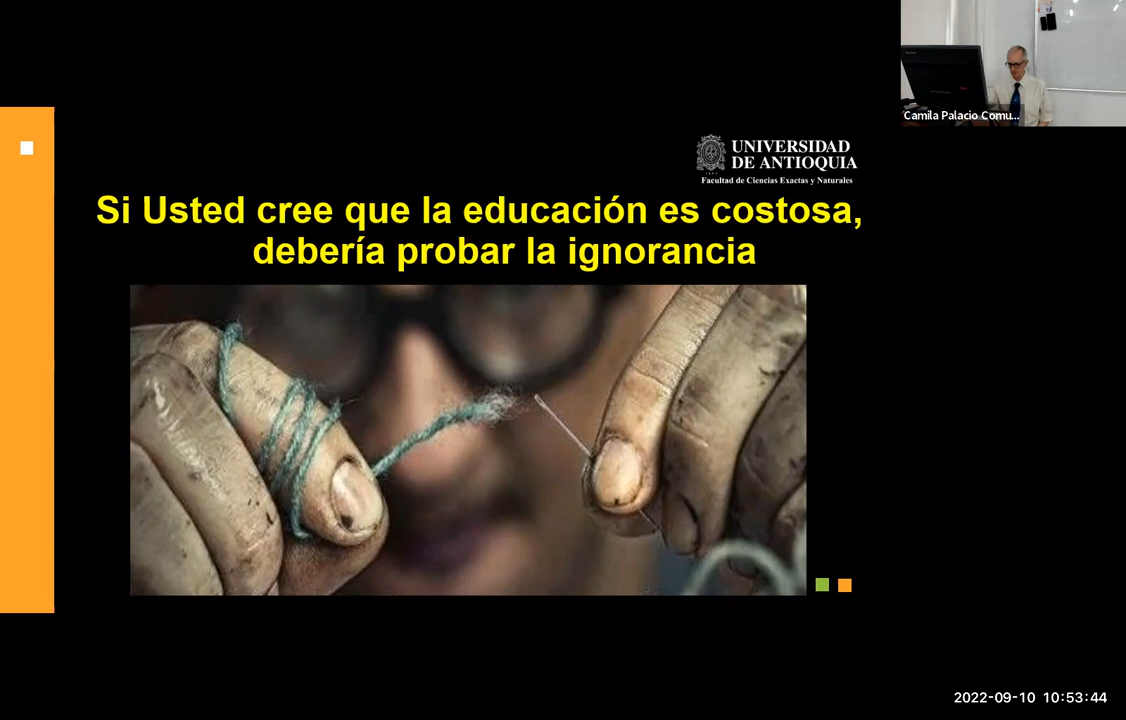 Camila Palacio Comu...
UNIVERSIDAD
DE ANTIOQUIA
Facultad de Ciencias Exactas y Naturales
Si Usted cree que la educación es costosa,
debería probar la ignorancia
2022-09-10 10:53:44